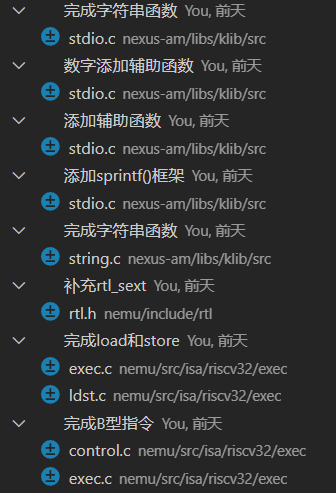 完成字符串函数 You, 前天
stdio.c nexus-am/libs/klib/src
数字添加辅助函数 You, 前天
stdio.c nexus-am/libs/klib/src
添加辅助函数 You, 前天
stdio.c nexus-am/libs/klib/src
添加sprintf()框架 You, 前天
stdio.c nexus-am/libs/klib/src
完成字符串函数 You, 前天
string.c nexus-am/libs/klib/src
补充rtl_sext You, 前天
rtl.h nemu/include/rtl
完成load和store You, 前天
exec.c nemu/src/isa/riscv32/exec
ldst.c nemu/src/isa/riscv32/exec
完成B型指令 You, 前天
control.c nemu/src/isa/riscv32/exec
exec.c nemu/src/isa/riscv32/exec